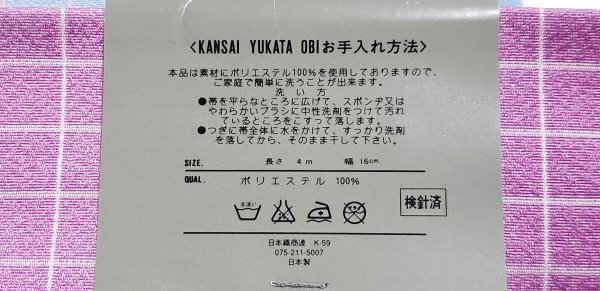 <KANSAI YUKATA OBIお手入れ方法>
本品は素材にポリエステル100%を使用しておりますので、
ご家庭で簡単に洗うことが出来ます。
洗い方
●帯を平らなところに広げて、スポンヂ又は
やわらかいブラシに中性洗剤をつけて汚れ
ているところをこすって落します。
●つぎに帯全体に水をかけて、すっかり洗剤
を落してから、そのまま干して下さい。
SIZE. 長さ 4m 幅 16cm
QUAL. ポリエステル 100%
手洗い
検針済
日本織商連 K-59
075-211-5007
日本製